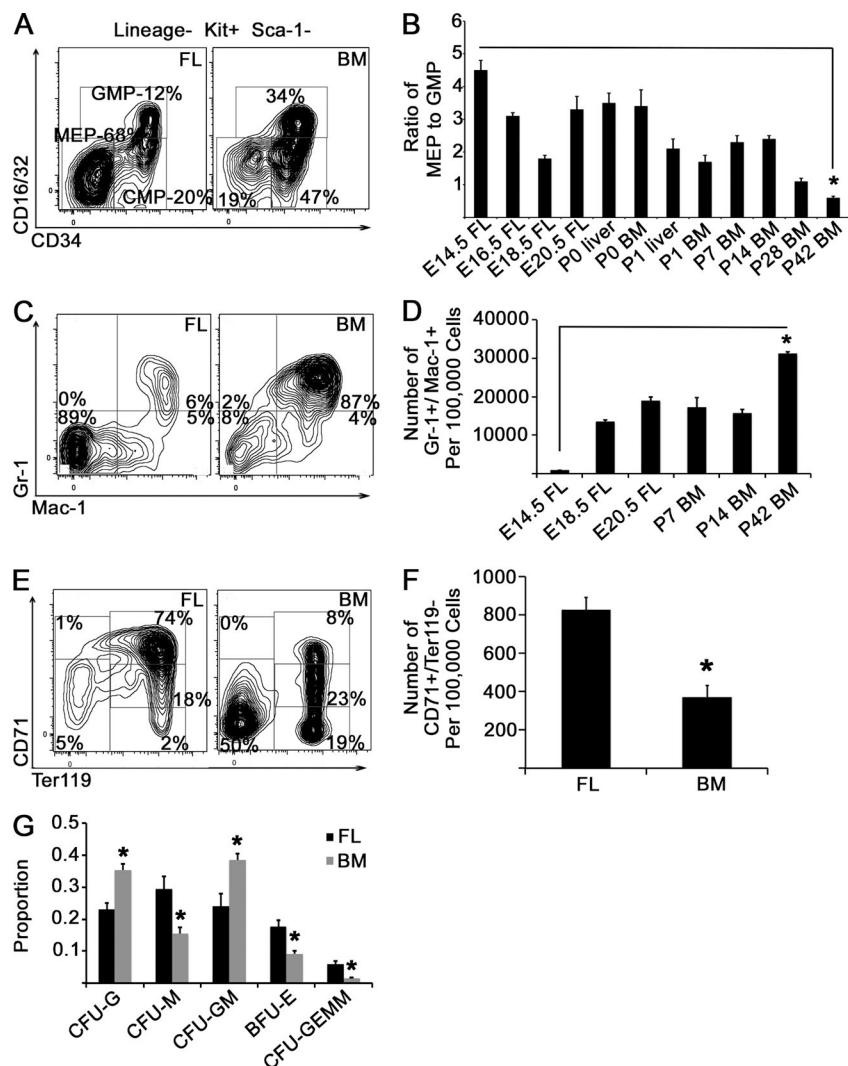 A
Lineage- Kit+ Sca-1-
FL
GMP-12%
MEP-68%
CMP-20%
BM
34%
19%
47%
0
0
0
CD16/32
CD34
B
Ratio of
MEP to GMP
6
5
4
3
2
1
*
E14.5 FL
E16.5 FL
E18.5 FL
E20.5 FL
P0 liver
P0 BM
P1 liver
P1 BM
P7 BM
P14 BM
P28 BM
P42 BM
C
FL
0%
6%
89%
5%
BM
2%
87%
8%
4%
0
0
0
Gr-1
Mac-1
D
Number of
Gr-1+/ Mac-1+
Per 100,000 Cells
40000
30000
20000
10000
*
E14.5 FL
E18.5 FL
E20.5 FL
P7 BM
P14 BM
P42 BM
E
FL
1%
74%
18%
5%
2%
BM
0%
8%
23%
50%
19%
0
0
0
CD71
Ter119
F
Number of
CD71+/Ter119-
Per 100,000 Cells
1000
800
600
400
200
*
FL
BM
G
Proportion
0.5
0.4
0.3
0.2
0.1
FL
BM
*
*
*
*
*
CFU-G
CFU-M
CFU-GM
BFU-E
CFU-GEMM